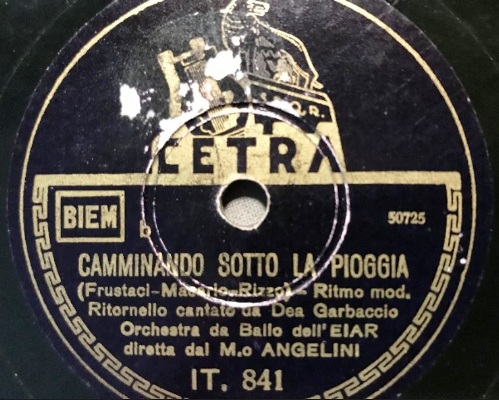 CETRA
BIEM
50725
CAMMINANDO SOTTO LA PIOGGIA
(Frustaci-Macario-Rizzo) - Ritmo mod.
Ritornello cantato da Dea Garbaccio
Orchestra da Ballo dell'EIAR
diretta dal M.o ANGELINI
IT. 841